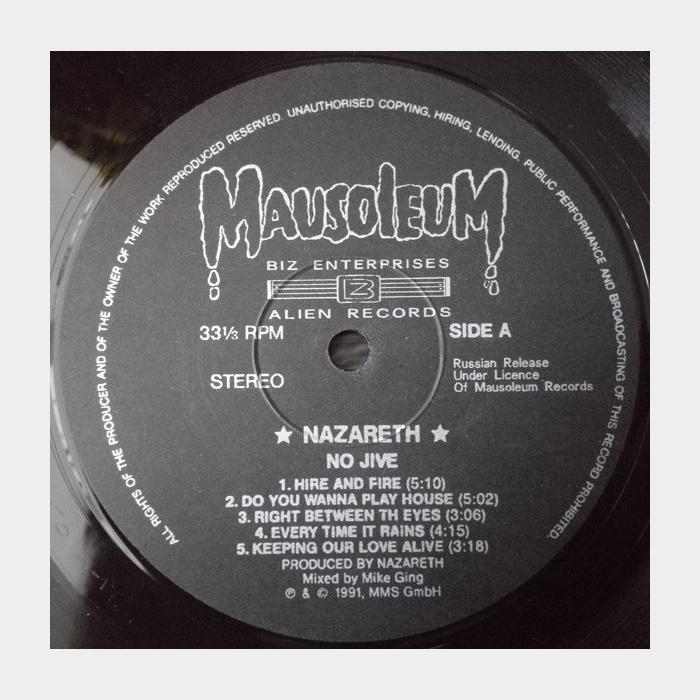 ALL RIGHTS OF THE PRODUCER AND OF THE OWNER OF THE WORK REPRODUCED RESERVED. UNAUTHORISED COPYING, HIRING, LENDING, PUBLIC PERFORMANCE AND BROADCASTING OF THIS RECORD PROHIBITED.
MAUSOLEUM
BIZ ENTERPRISES
B
ALIEN RECORDS
33⅓ RPM
SIDE A
STEREO
Russian Release
Under Licence
Of Mausoleum Records
★ NAZARETH ★
NO JIVE
1. HIRE AND FIRE (5:10)
2. DO YOU WANNA PLAY HOUSE (5:02)
3. RIGHT BETWEEN TH EYES (3:06)
4. EVERY TIME IT RAINS (4:15)
5. KEEPING OUR LOVE ALIVE (3:18)
PRODUCED BY NAZARETH
Mixed by Mike Ging
℗ & © 1991, MMS GmbH